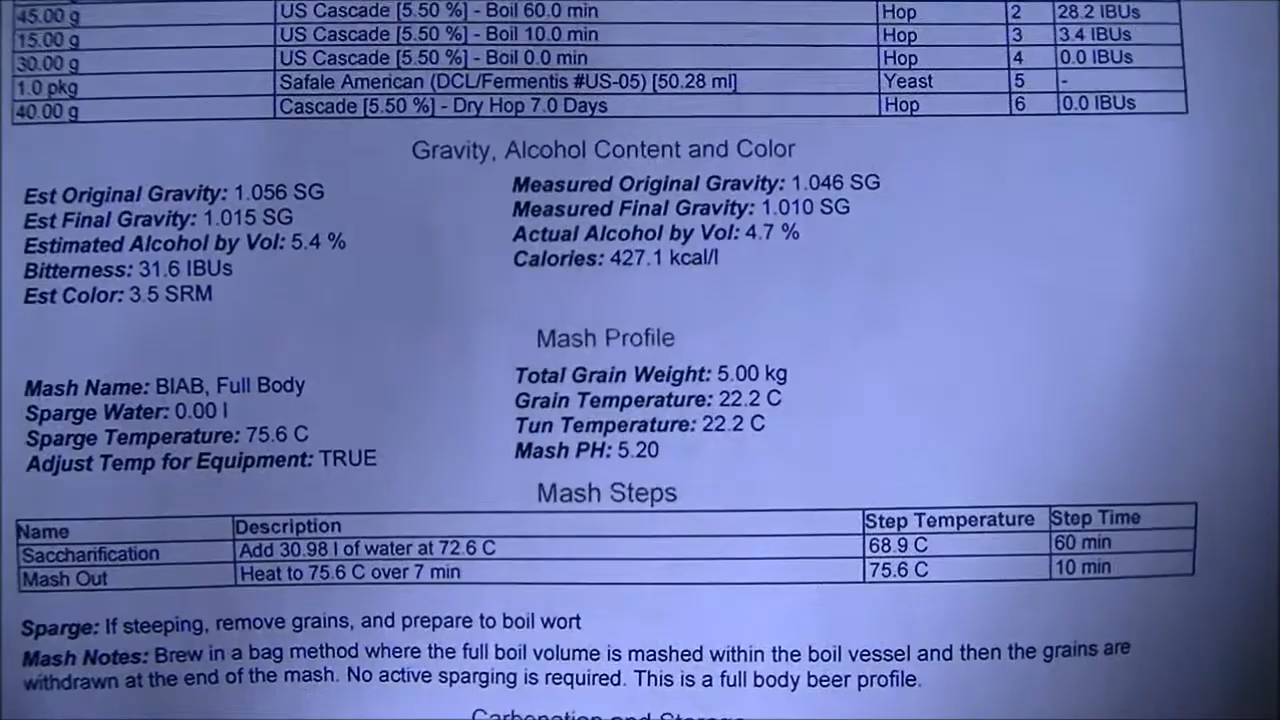 45.00 g US Cascade [5.50 %] - Boil 60.0 min Hop 2 28.2 IBUs
15.00 g US Cascade [5.50 %] - Boil 10.0 min Hop 3 3.4 IBUs
30.00 g US Cascade [5.50 %] - Boil 0.0 min Hop 4 0.0 IBUs
1.0 pkg Safale American (DCL/Fermentis #US-05) [50.28 ml] Yeast 5 -
40.00 g Cascade [5.50 %] - Dry Hop 7.0 Days Hop 6 0.0 IBUs
Gravity, Alcohol Content and Color
Est Original Gravity: 1.056 SG
Est Final Gravity: 1.015 SG
Estimated Alcohol by Vol: 5.4 %
Bitterness: 31.6 IBUs
Est Color: 3.5 SRM
Measured Original Gravity: 1.046 SG
Measured Final Gravity: 1.010 SG
Actual Alcohol by Vol: 4.7 %
Calories: 427.1 kcal/l
Mash Profile
Mash Name: BIAB, Full Body
Sparge Water: 0.00 l
Sparge Temperature: 75.6 C
Adjust Temp for Equipment: TRUE
Total Grain Weight: 5.00 kg
Grain Temperature: 22.2 C
Tun Temperature: 22.2 C
Mash PH: 5.20
Mash Steps
Name Description Step Temperature Step Time
Saccharification Add 30.98 l of water at 72.6 C 68.9 C 60 min
Mash Out Heat to 75.6 C over 7 min 75.6 C 10 min
Sparge: If steeping, remove grains, and prepare to boil wort
Mash Notes: Brew in a bag method where the full boil volume is mashed within the boil vessel and then the grains are
withdrawn at the end of the mash. No active sparging is required. This is a full body beer profile.
Carbonation and Storage